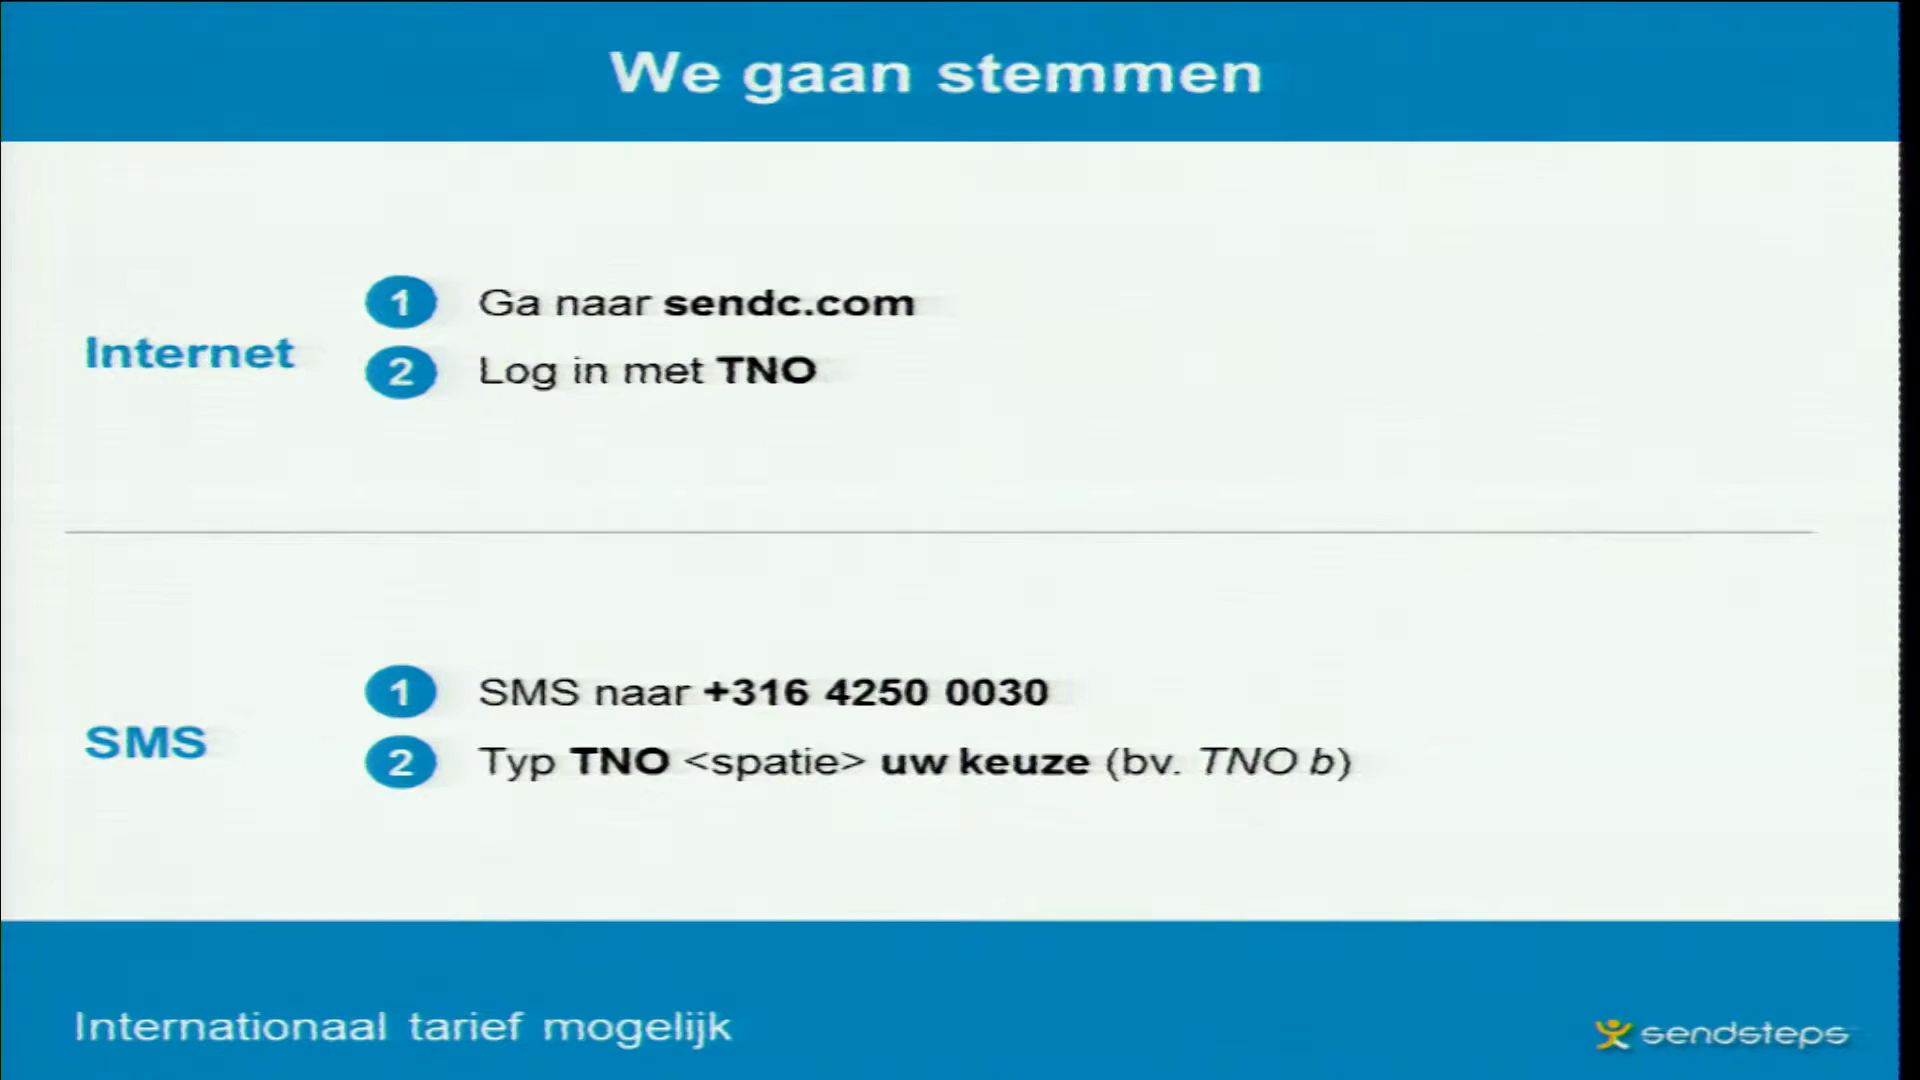 We gaan stemmen
Internet
1 Ga naar sendc.com
2 Log in met TNO
SMS
1 SMS naar +316 4250 0030
2 Typ TNO <spatie> uw keuze (bv. TNO b)
Internationaal tarief mogelijk
sendsteps